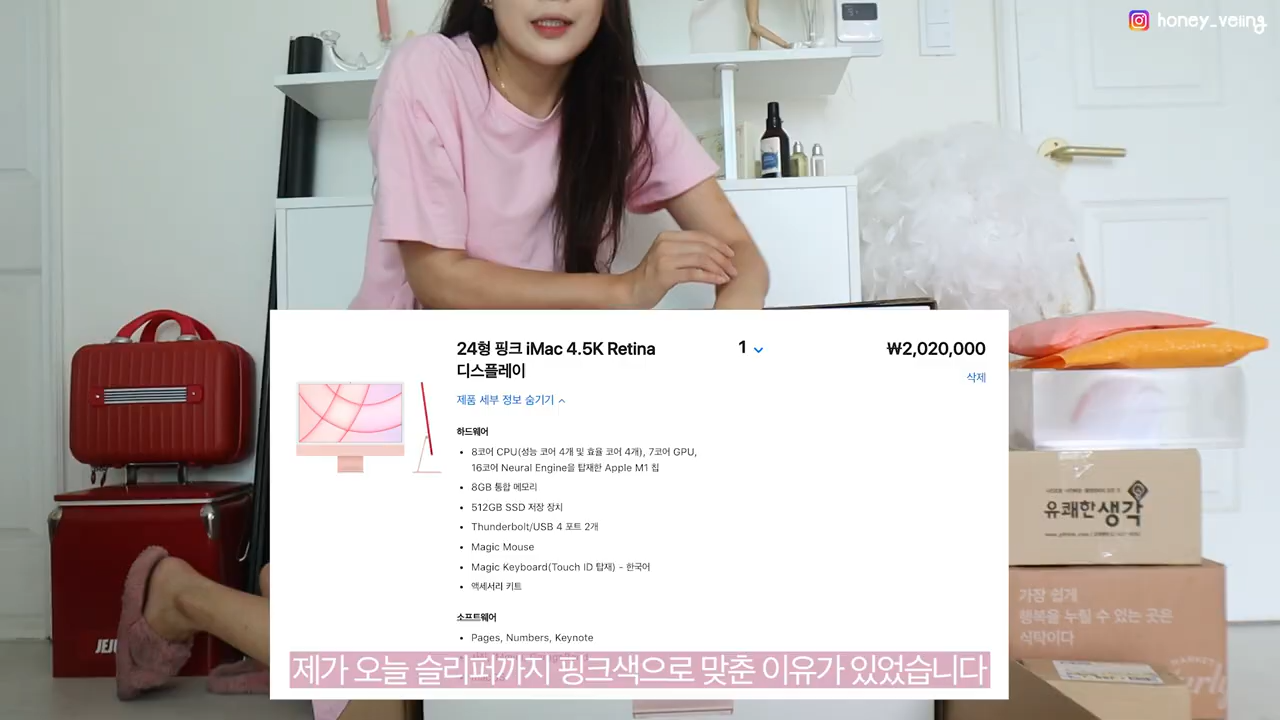 honey_veiing
24형 핑크 iMac 4.5K Retina
디스플레이
1
₩2,020,000
삭제
제품 세부 정보 숨기기
하드웨어
8코어 CPU(성능 코어 4개 및 효율 코어 4개), 7코어 GPU,
16코어 Neural Engine을 탑재한 Apple M1 칩
8GB 통합 메모리
512GB SSD 저장 장치
Thunderbolt/USB 4 포트 2개
Magic Mouse
Magic Keyboard(Touch ID 탑재) - 한국어
액세서리 키트
소프트웨어
Pages, Numbers, Keynote
제가 오늘 슬리퍼까지 핑크색으로 맞춘 이유가 있었습니다
유쾌한생각
가장 쉽게
행복을 누릴 수 있는 곳은
식탁이다
MARKET